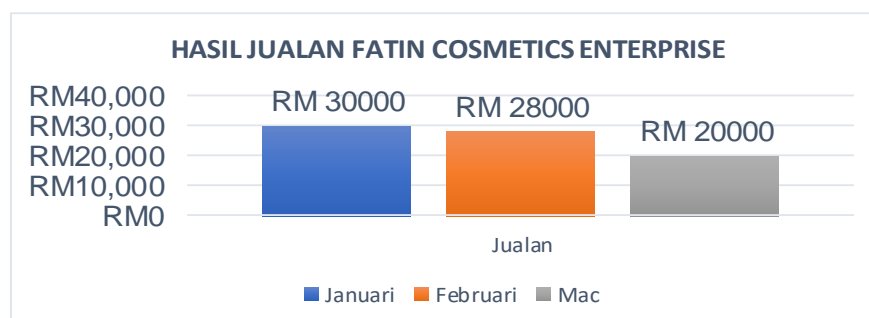 HASIL JUALAN FATIN COSMETICS ENTERPRISE
RM40,000
RM30,000
RM20,000
RM10,000
RM0
RM 30000
RM 28000
RM 20000
Jualan
Januari
Februari
Mac